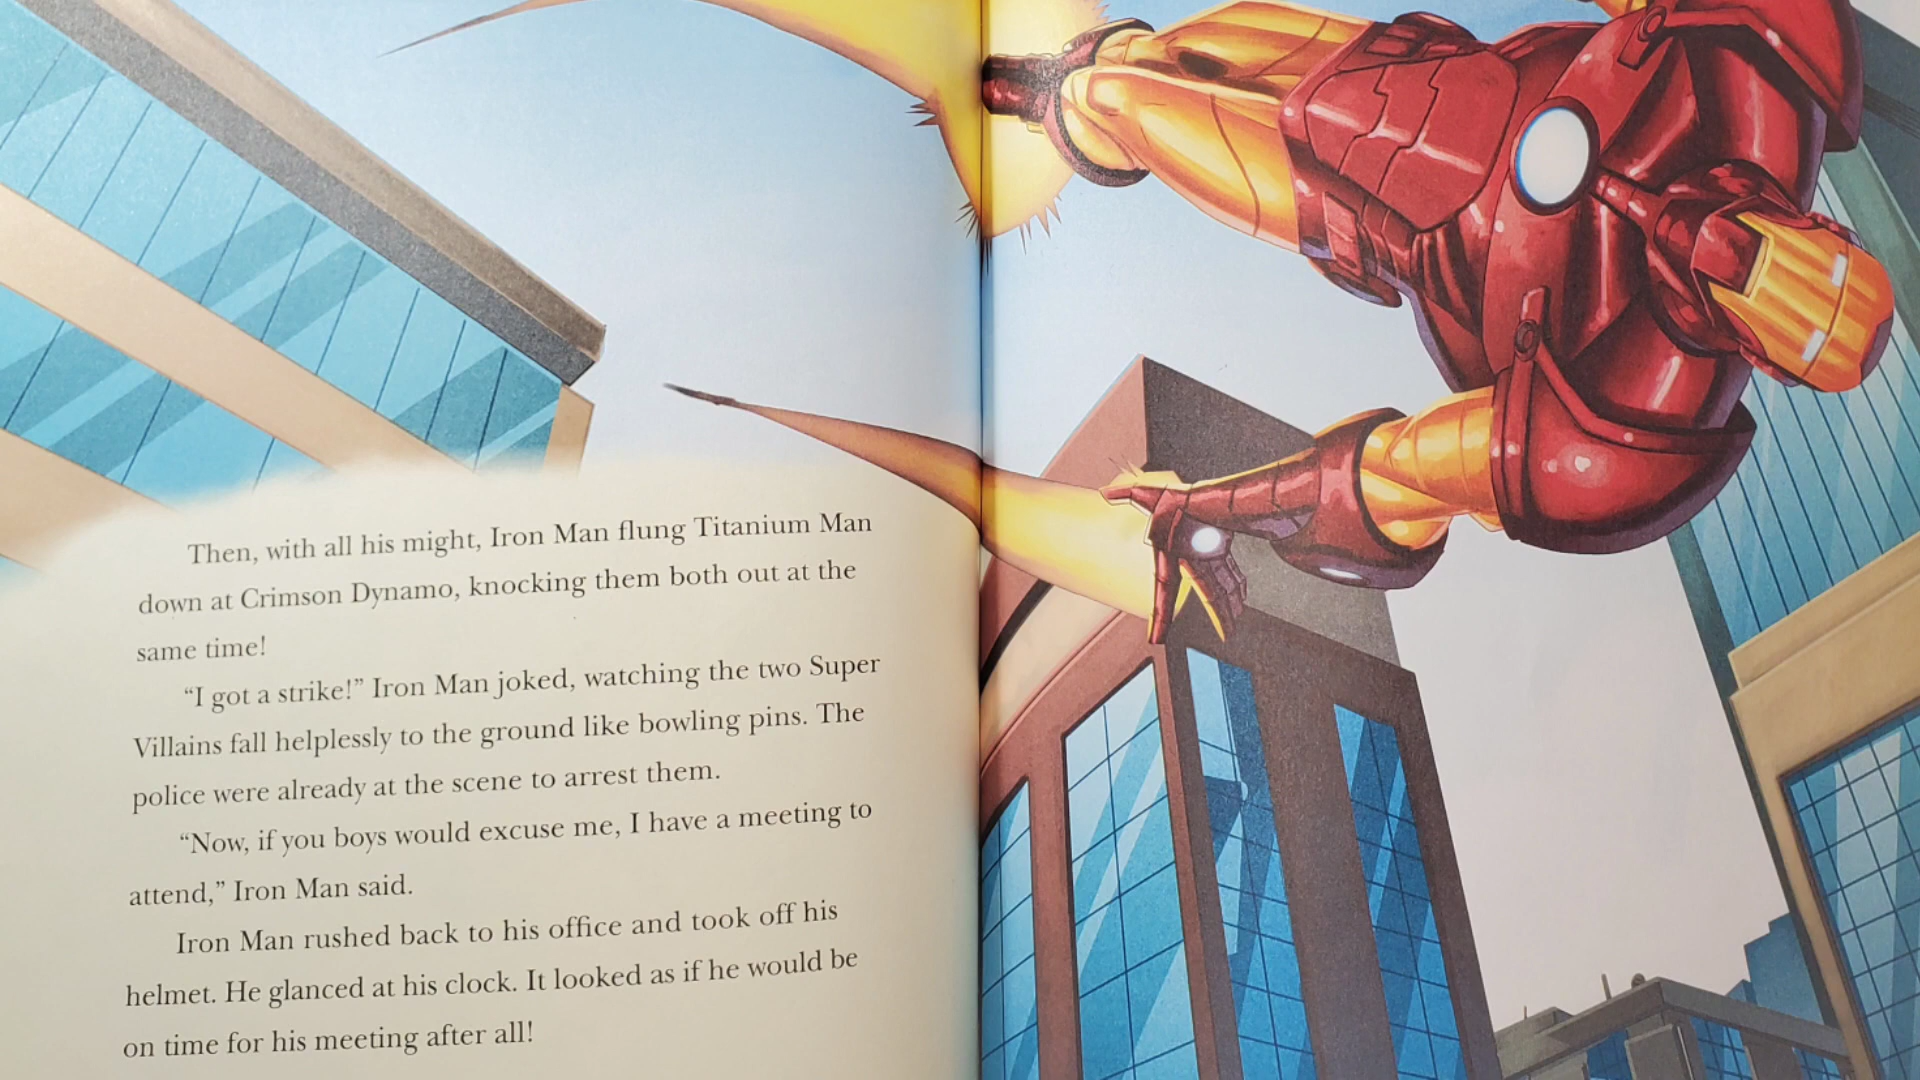 Then, with all his might, Iron Man flung Titanium Man
down at Crimson Dynamo, knocking them both out at the
same time!
“I got a strike!” Iron Man joked, watching the two Super
Villains fall helplessly to the ground like bowling pins. The
police were already at the scene to arrest them.
“Now, if you boys would excuse me, I have a meeting to
attend,” Iron Man said.
Iron Man rushed back to his office and took off his
helmet. He glanced at his clock. It looked as if he would be
on time for his meeting after all!